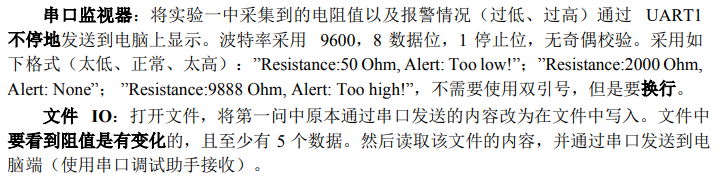 串口监视器：将实验一中采集到的电阻值以及报警情况（过低、过高）通过 UART1
不停地发送到电脑上显示。波特率采用 9600，8 数据位，1 停止位，无奇偶校验。采用如
下格式（太低、正常、太高）：”Resistance:50 Ohm, Alert: Too low!”；”Resistance:2000 Ohm,
Alert: None”； ”Resistance:9888 Ohm, Alert: Too high!”，不需要使用双引号，但是要换行。
文件 IO：打开文件，将第一问中原本通过串口发送的内容改为在文件中写入。文件中
要看到阻值是有变化的，且至少有 5 个数据。然后读取该文件的内容，并通过串口发送到电
脑端（使用串口调试助手接收）。